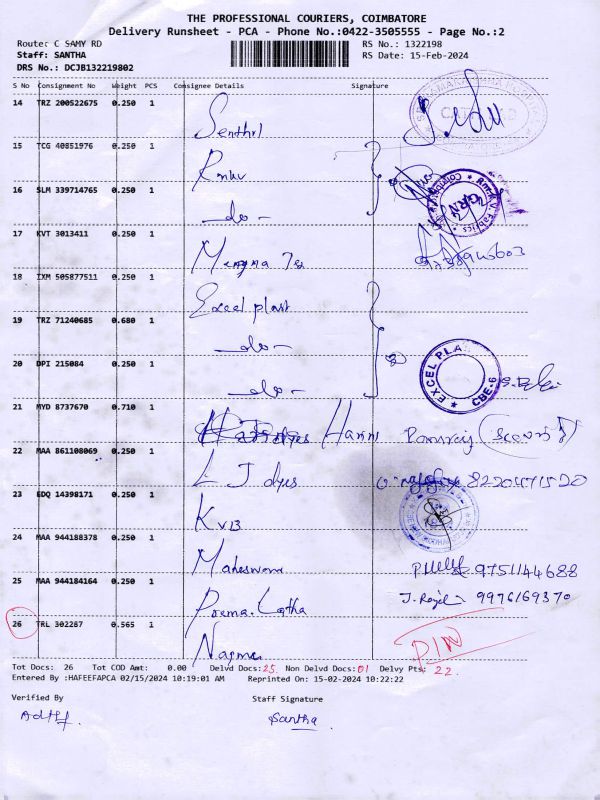 THE PROFESSIONAL COURIERS, COIMBATORE
Delivery Runsheet - PCA - Phone No.:0422-3505555 - Page No.:2
Route: C SAMY RD
RS No.: 1322198
Staff: SANTHA
RS Date: 15-Feb-2024
DRS No.: DCJB132219802
S No Consignment No Weight PCS Consignee Details Signature
14 TRZ 200522675 0.250 1 Senthil
15 TCG 40851976 0.250 1 Rmkv
16 SLM 339714765 0.250 1 -do-
17 KVT 3013411 0.250 1
18 IXM 505877511 0.250 1 Excel plast
19 TRZ 71240685 0.680 1 -do-
20 DPI 215084 0.250 1 -do-
EXCEL PLAST CBE-6
21 MYD 8737670 0.710 1 Harini
22 MAA 861108069 0.250 1 L J dyes 8220471520
23 EDQ 14398171 0.250 1 KVB
24 MAA 944188378 0.250 1 Maheswari 9751144688
25 MAA 944184164 0.250 1 Poema Latha 9976169370
26 TRL 302287 0.565 1 Nagma PIN
Tot Docs: 26 Tot COD Amt: 0.00 Delvd Docs: 25. Non Delvd Docs: 01 Delvy Pts: 22.
Entered By :HAFEEFAPCA 02/15/2024 10:19:01 AM Reprinted On: 15-02-2024 10:22:22
Verified By Staff Signature
Santha